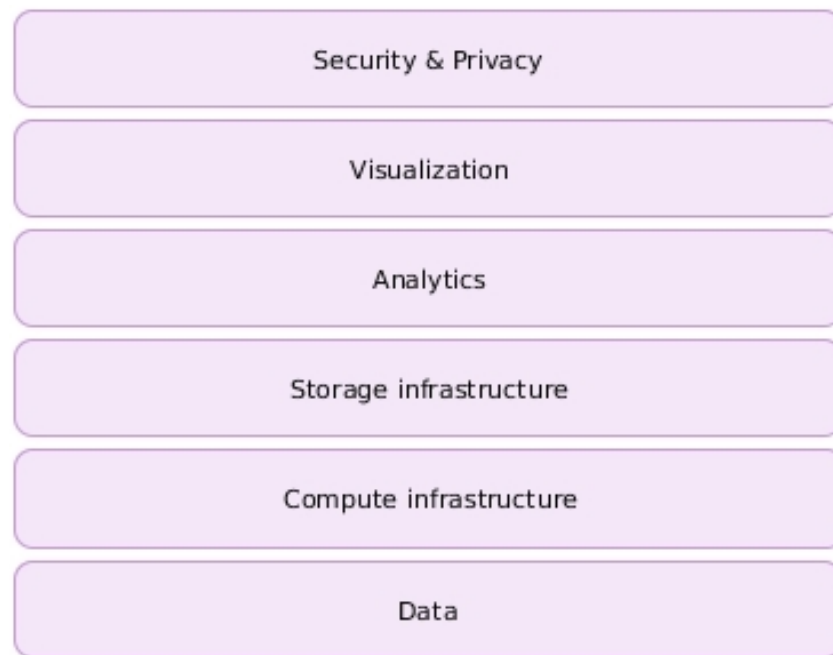 Security & Privacy
Visualization
Analytics
Storage infrastructure
Compute infrastructure
Data